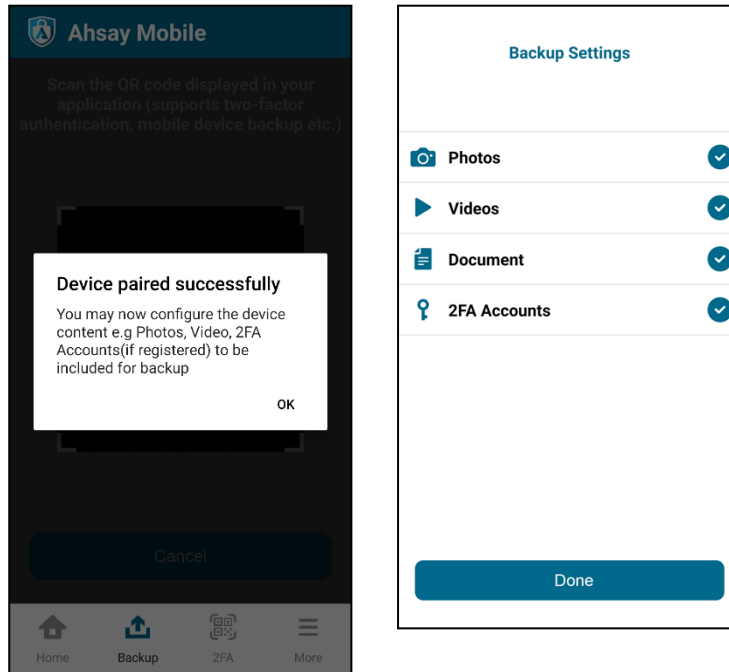 Ahsay Mobile
Scan the QR code displayed in your
application (supports two-factor
authentication, mobile device backup etc.)
Device paired successfully
You may now configure the device
content e.g Photos, Video, 2FA
Accounts(if registered) to be
included for backup
OK
Cancel
Home Backup 2FA More
Backup Settings
Photos
Videos
Document
2FA Accounts
Done